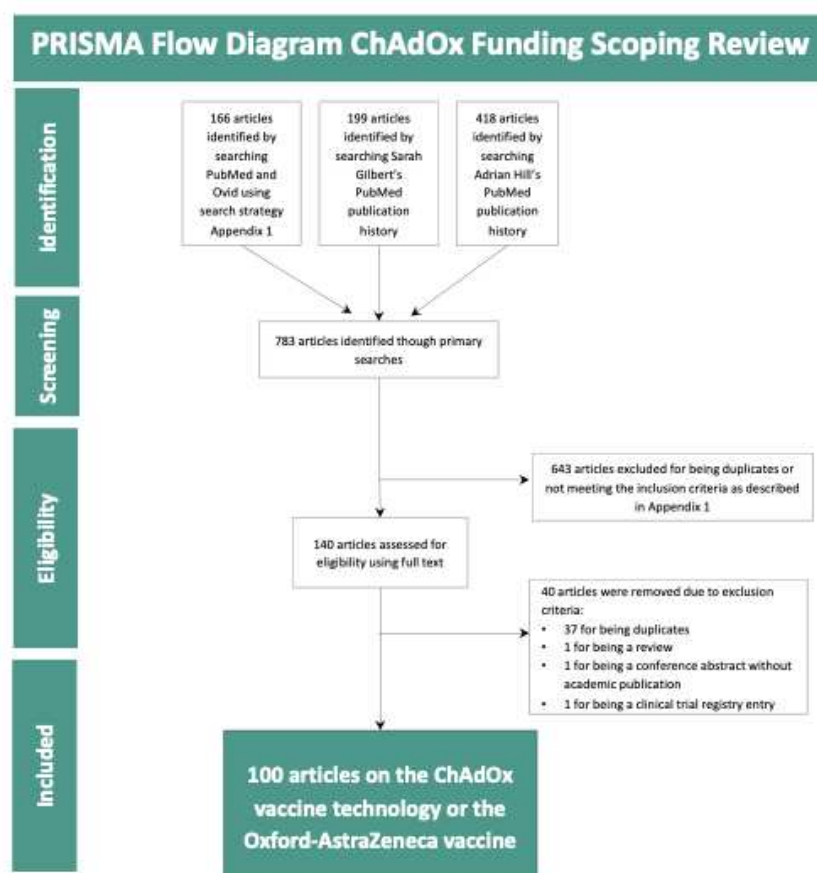 PRISMA Flow Diagram ChAdOx Funding Scoping Review
Identification
166 articles
identified by
searching
PubMed and
Ovid using
search strategy
Appendix 1
199 articles
identified by
searching Sarah
Gilbert's
PubMed
publication
history
418 articles
identified by
searching
Adrian Hill's
PubMed
publication
history
Screening
783 articles identified though primary
searches
Eligibility
643 articles excluded for being duplicates or
not meeting the inclusion criteria as described
in Appendix 1
140 articles assessed for
eligibility using full text
40 articles were removed due to exclusion
criteria:
• 37 for being duplicates
• 1 for being a review
• 1 for being a conference abstract without
academic publication
• 1 for being a clinical trial registry entry
Included
100 articles on the ChAdOx
vaccine technology or the
Oxford-AstraZeneca vaccine